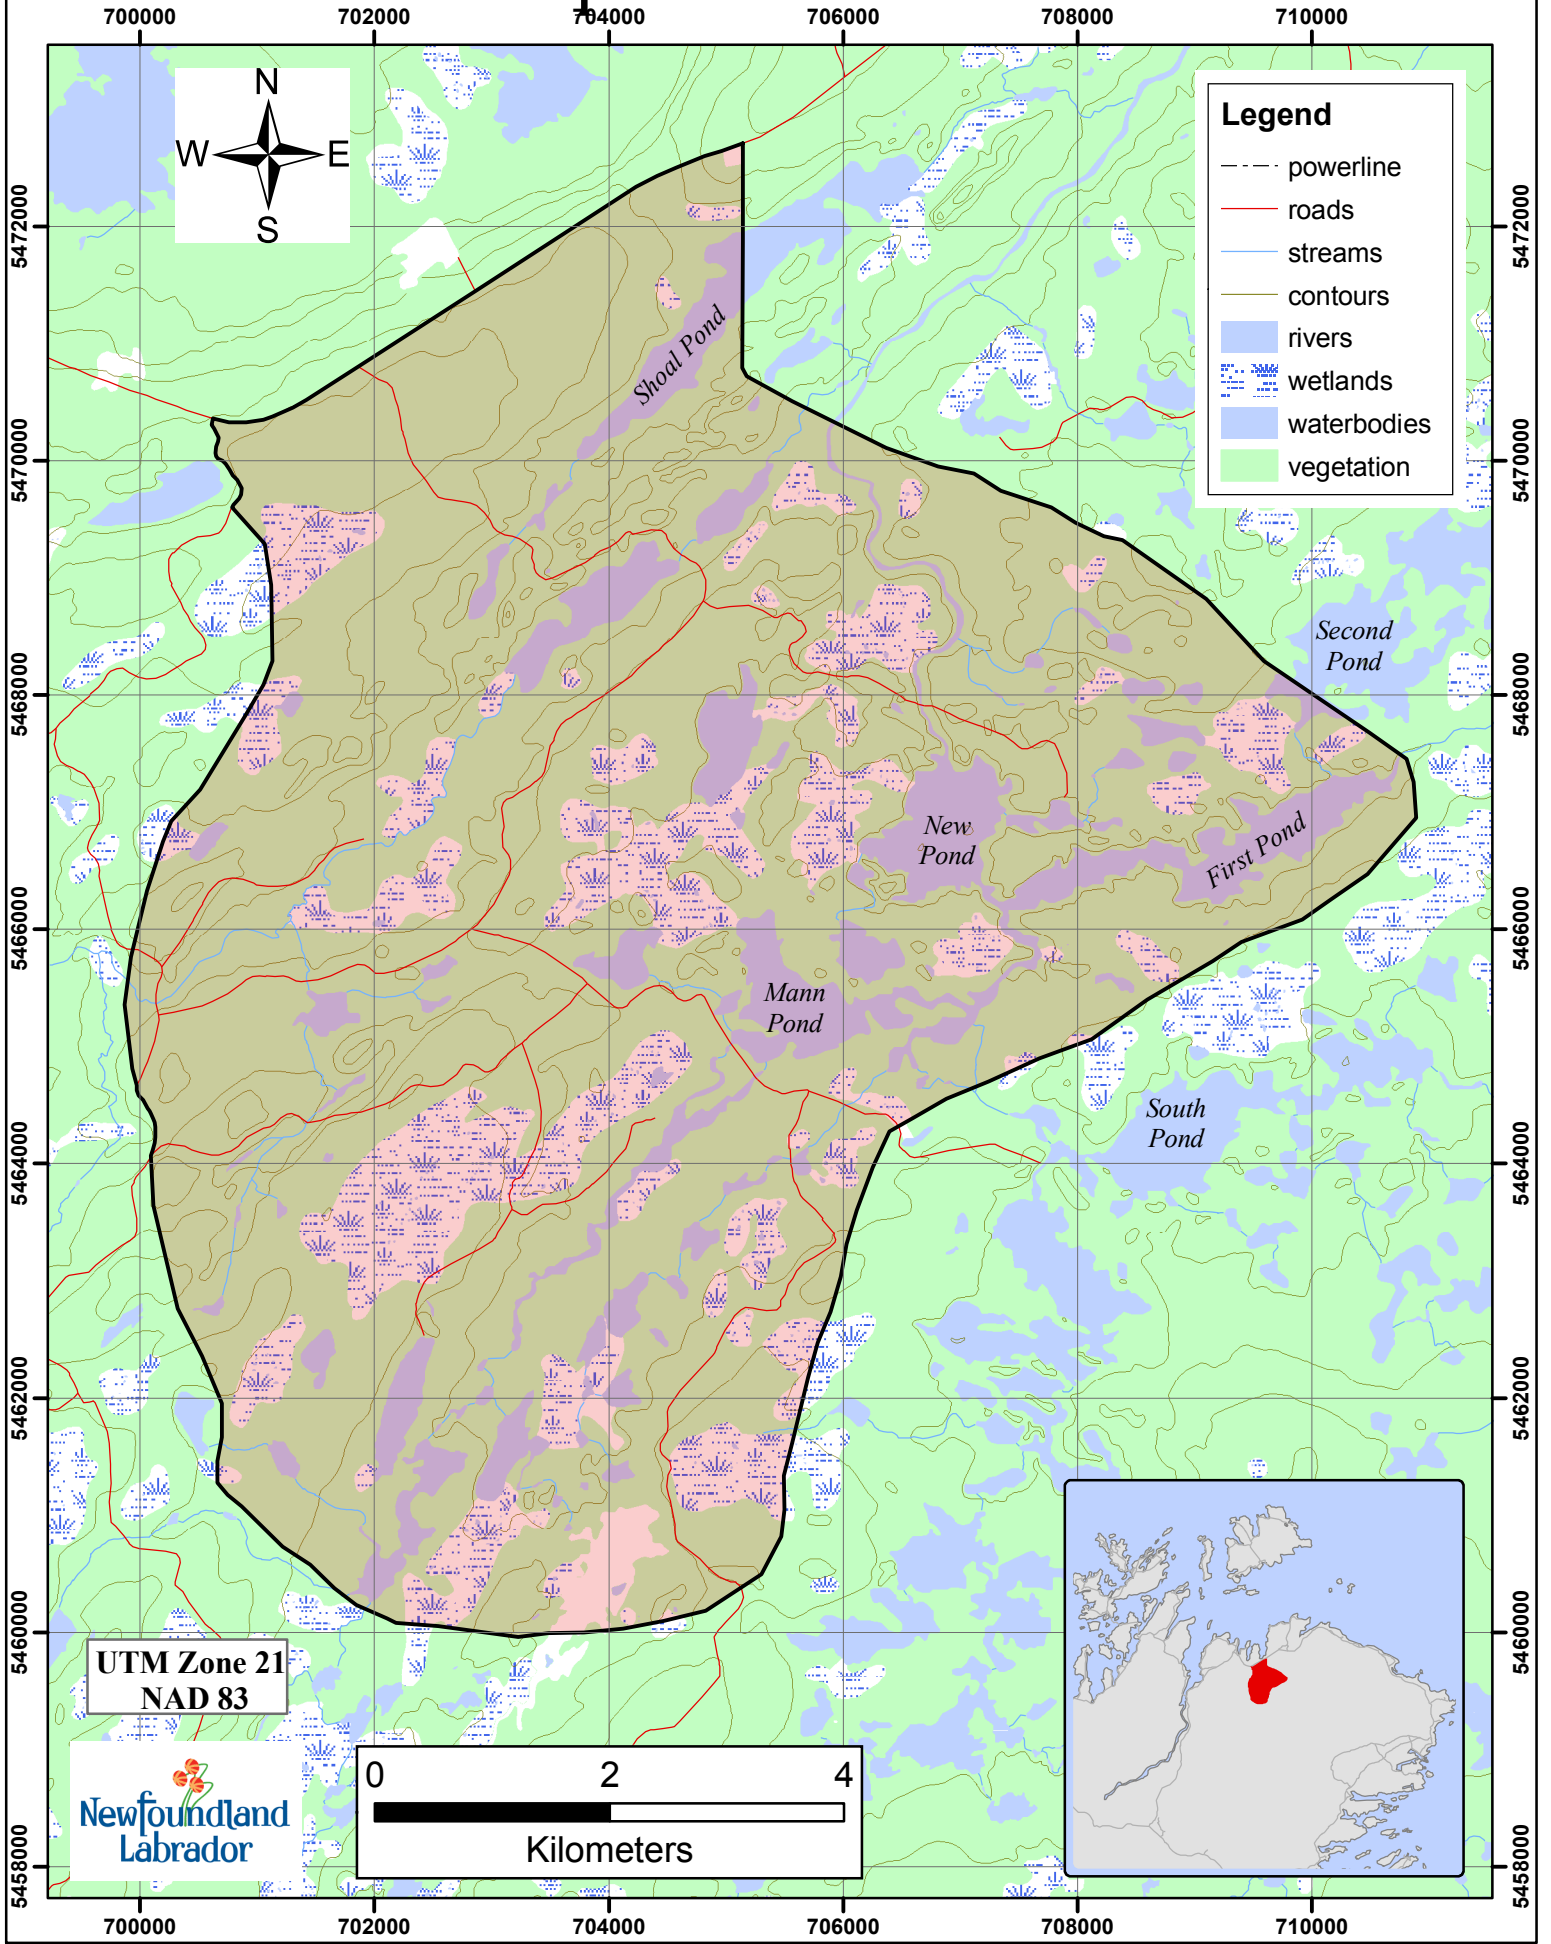 700000 702000 704000 706000 708000 710000
N
W E
S
Legend
powerline
roads
streams
contours
rivers
wetlands
waterbodies
vegetation
5472000 5472000
5470000 5470000
5468000 5468000
5466000 5466000
5464000 5464000
5462000 5462000
5460000 5460000
5458000 5458000
Shoal Pond
Second
Pond
New
Pond
First Pond
Mann
Pond
South
Pond
UTM Zone 21
NAD 83
Newfoundland
Labrador
0 2 4
Kilometers
700000 702000 704000 706000 708000 710000